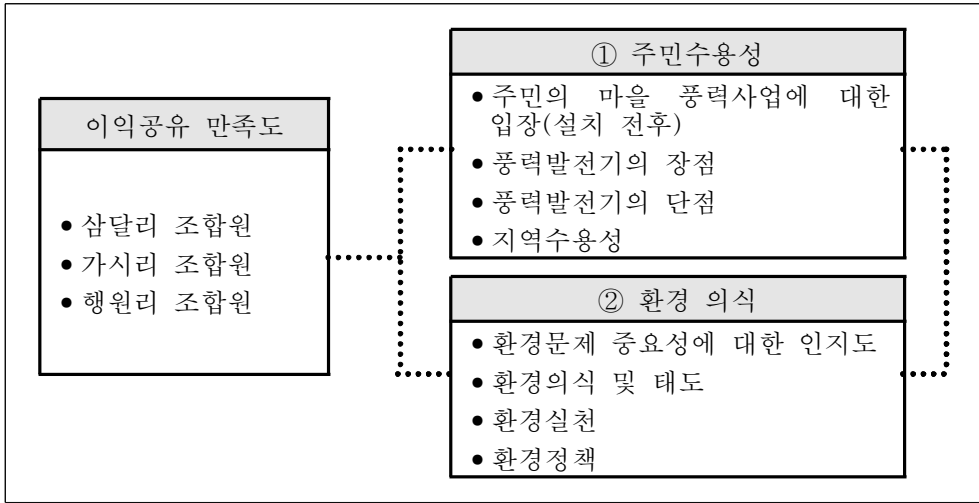 이익공유 만족도
• 삼달리 조합원
• 가시리 조합원
• 행원리 조합원
① 주민수용성
• 주민의 마을 풍력사업에 대한
입장(설치 전후)
• 풍력발전기의 장점
• 풍력발전기의 단점
• 지역수용성
② 환경 의식
• 환경문제 중요성에 대한 인지도
• 환경의식 및 태도
• 환경실천
• 환경정책